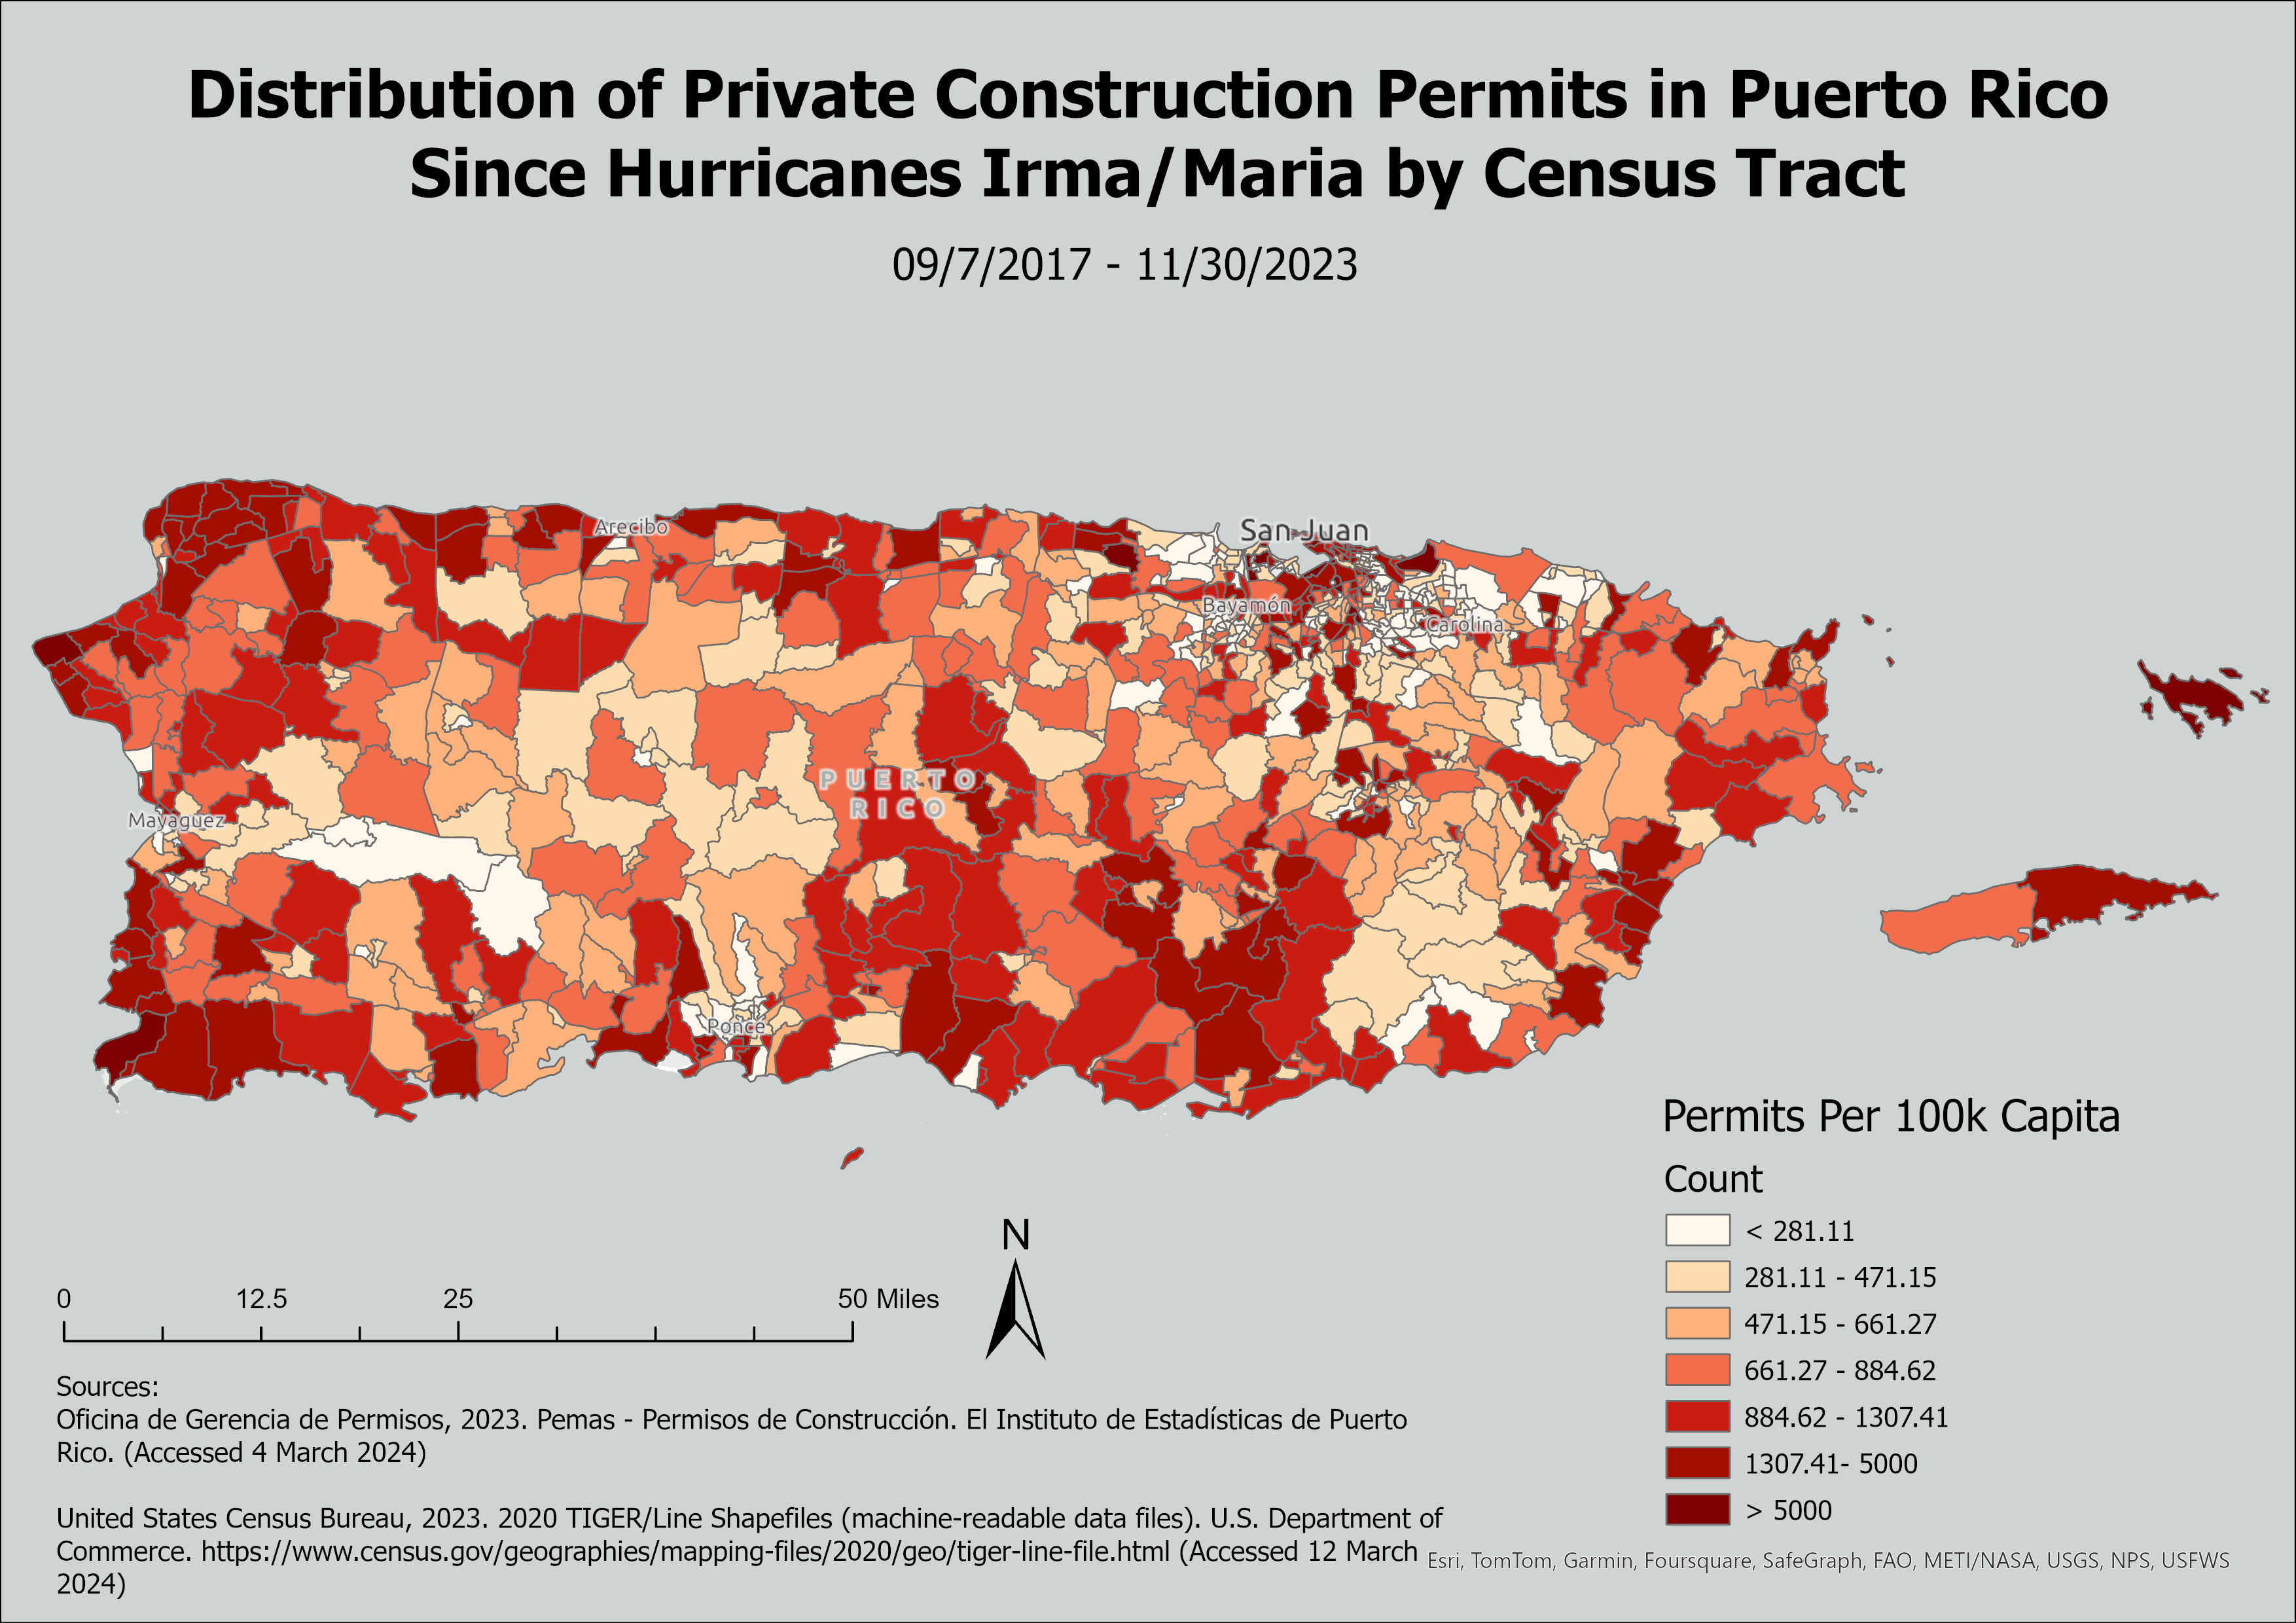 Distribution of Private Construction Permits in Puerto Rico
Since Hurricanes Irma/Maria by Census Tract
09/7/2017 - 11/30/2023
San Juan
Arecibo
Bayamón
Carolina
PUERTO
RICO
Mayagüez
Ponce
Permits Per 100k Capita
Count
< 281.11
281.11 - 471.15
471.15 - 661.27
661.27 - 884.62
884.62 - 1307.41
1307.41- 5000
> 5000
N
0 12.5 25 50 Miles
Sources:
Oficina de Gerencia de Permisos, 2023. Pemas - Permisos de Construcción. El Instituto de Estadísticas de Puerto
Rico. (Accessed 4 March 2024)
United States Census Bureau, 2023. 2020 TIGER/Line Shapefiles (machine-readable data files). U.S. Department of
Commerce. https://www.census.gov/geographies/mapping-files/2020/geo/tiger-line-file.html (Accessed 12 March
2024)
Esri, TomTom, Garmin, Foursquare, SafeGraph, FAO, METI/NASA, USGS, NPS, USFWS